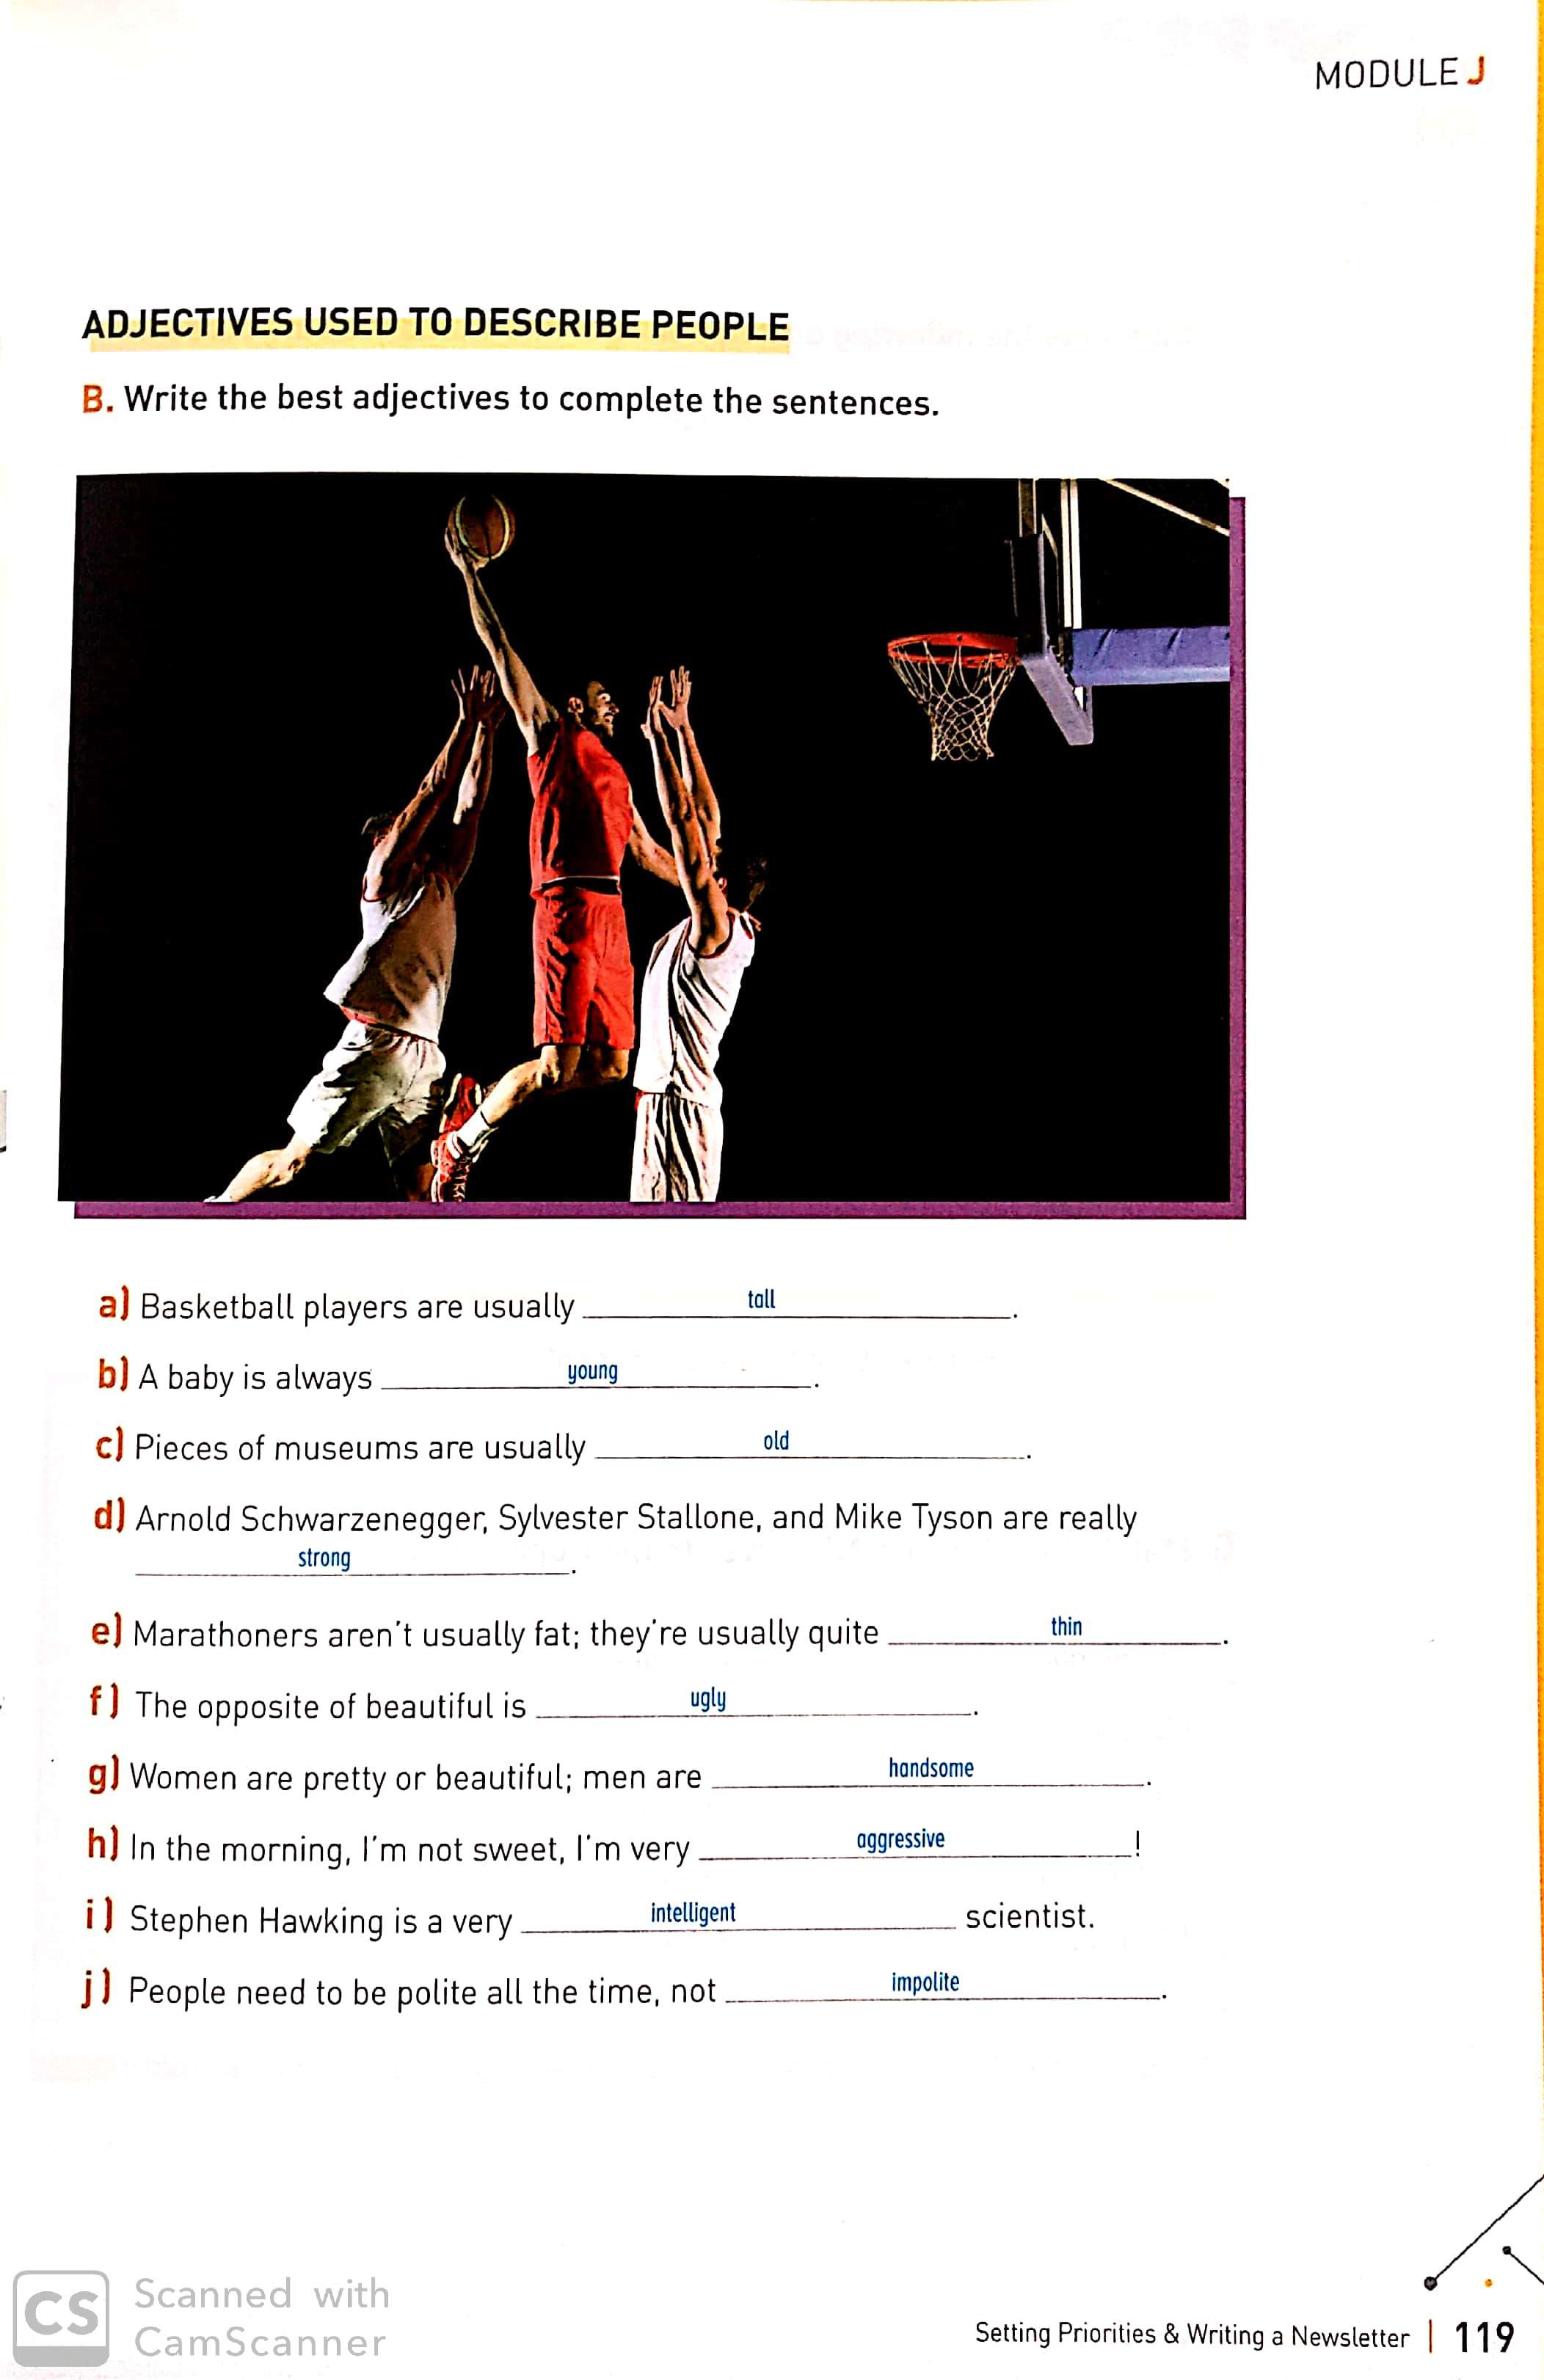 MODULE J
ADJECTIVES USED TO DESCRIBE PEOPLE
B. Write the best adjectives to complete the sentences.
a) Basketball players are usually tall.
b) A baby is always young.
c) Pieces of museums are usually old.
d) Arnold Schwarzenegger, Sylvester Stallone, and Mike Tyson are really
strong.
e) Marathoners aren't usually fat; they're usually quite thin.
f) The opposite of beautiful is ugly.
g) Women are pretty or beautiful; men are handsome.
h) In the morning, I'm not sweet, I'm very aggressive!
i) Stephen Hawking is a very intelligent scientist.
j) People need to be polite all the time, not impolite.
CS Scanned with
CamScanner
Setting Priorities & Writing a Newsletter | 119